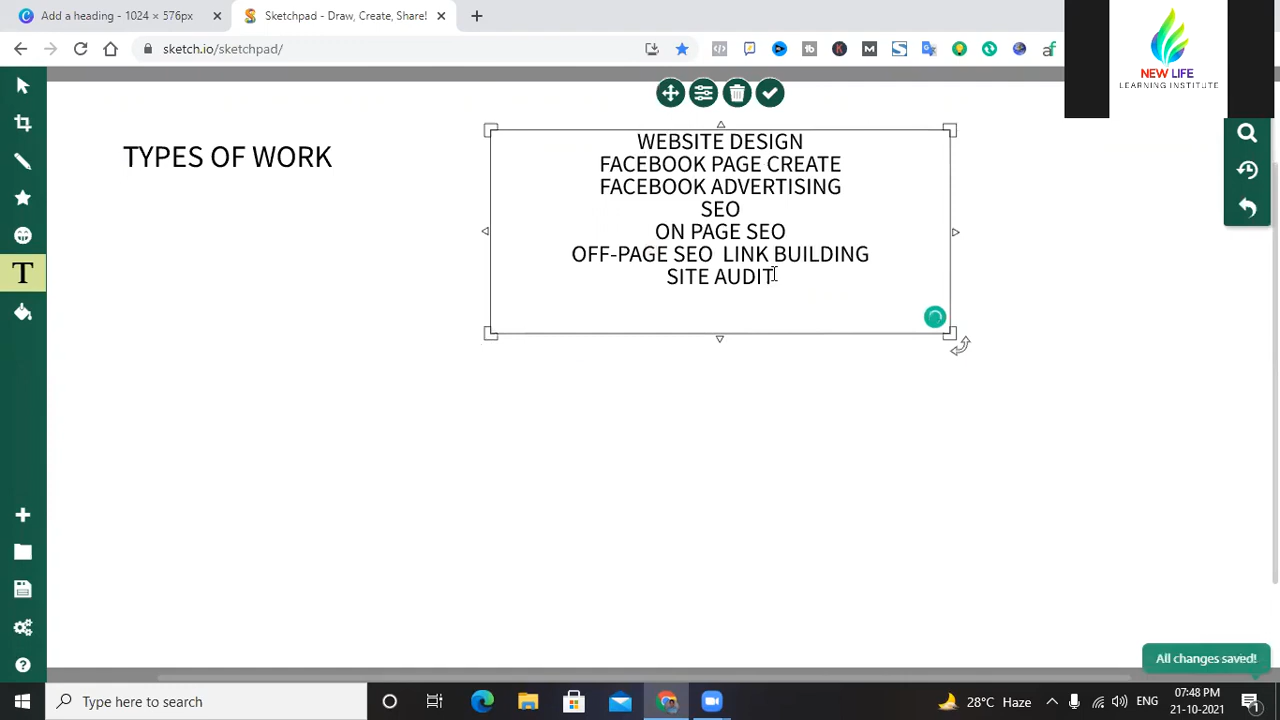 Add a heading - 1024 × 576px
Sketchpad - Draw, Create, Share!
sketch.io/sketchpad/
NEW LIFE
LEARNING INSTITUTE
TYPES OF WORK
WEBSITE DESIGN
FACEBOOK PAGE CREATE
FACEBOOK ADVERTISING
SEO
ON PAGE SEO
OFF-PAGE SEO  LINK BUILDING
SITE AUDIT
All changes saved!
Type here to search
28°C Haze
ENG
07:48 PM
21-10-2021